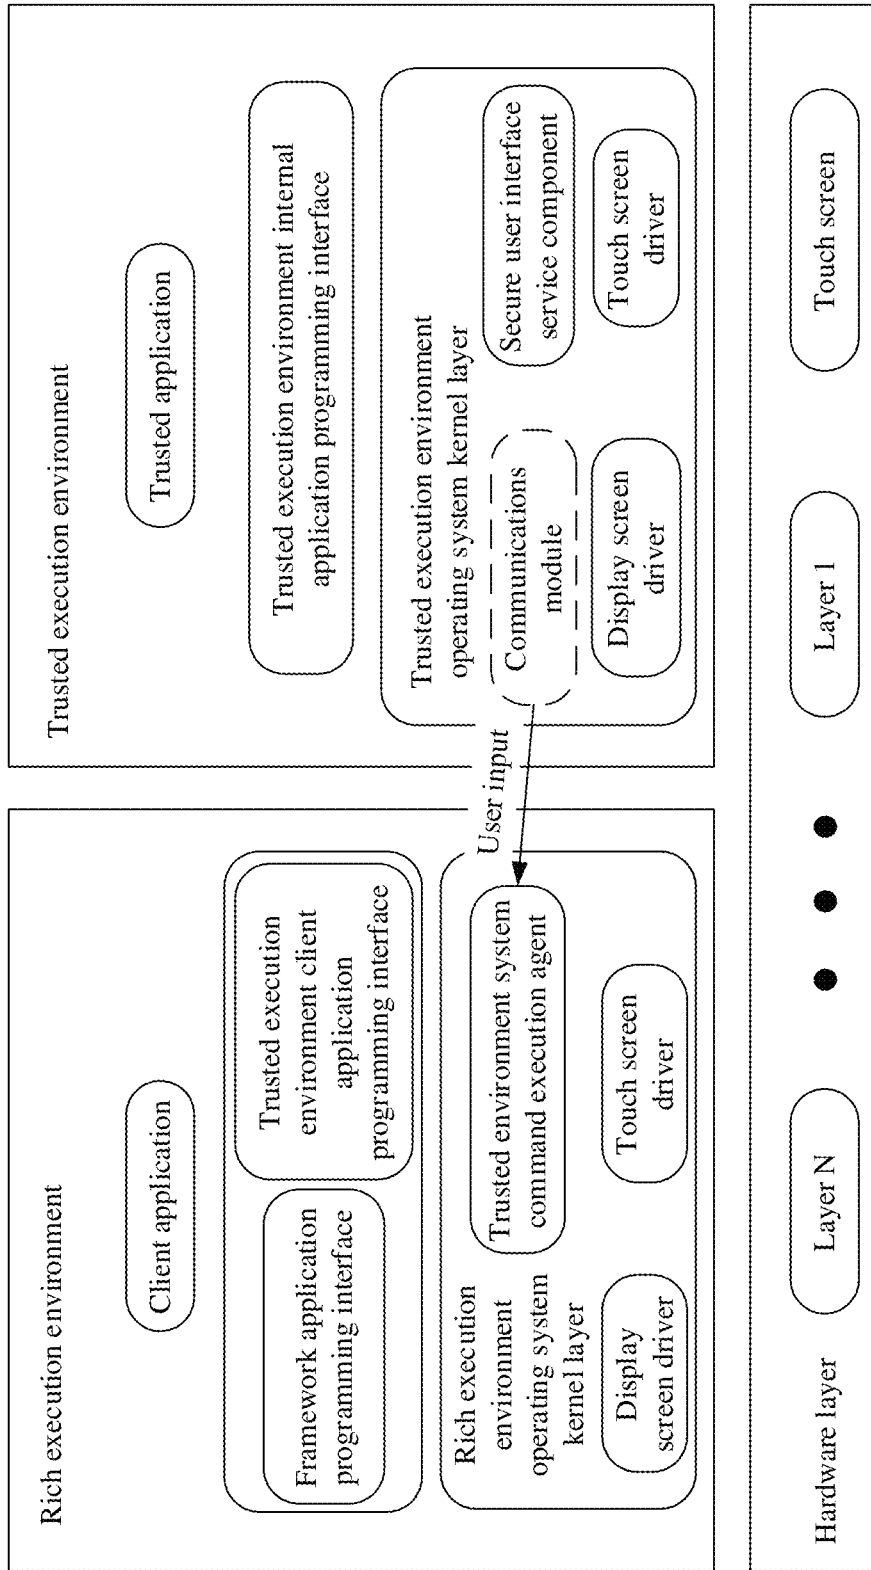 Rich execution environment
Client application
Framework application
programming interface
Trusted execution
environment client
application
programming interface
Rich execution
environment
operating system
kernel layer
Trusted environment system
command execution agent
Display
screen driver
Touch screen
driver
User input
Trusted execution environment
Trusted application
Trusted execution environment internal
application programming interface
Trusted execution environment
operating system kernel layer
Communications
module
Secure user interface
service component
Display screen
driver
Touch screen
driver
Hardware layer
Layer N
Layer 1
Touch screen